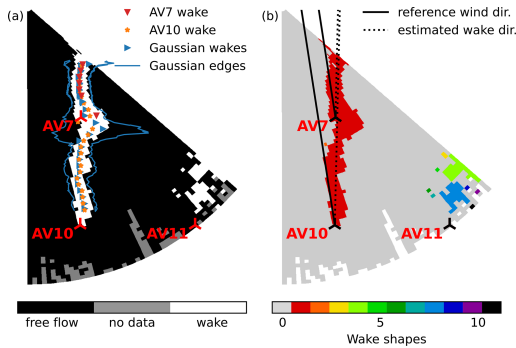 (a)
AV7 wake
AV10 wake
Gaussian wakes
Gaussian edges
AV7
AV10
AV11
free flow
no data
wake
(b)
reference wind dir.
estimated wake dir.
AV7
AV10
AV11
0
5
10
Wake shapes